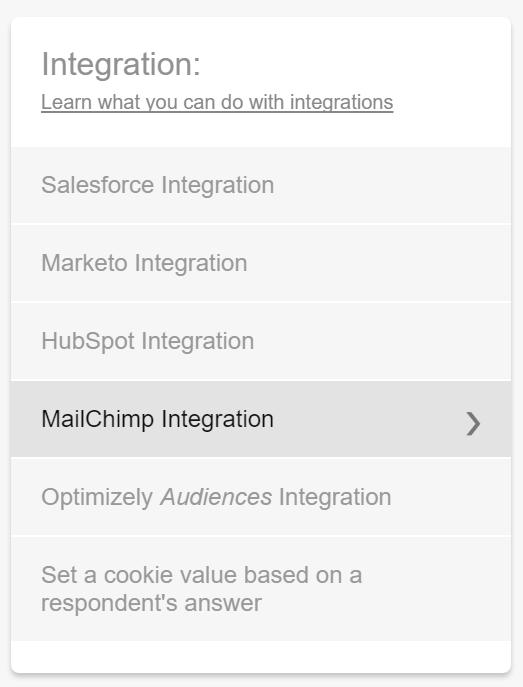 Integration:
Learn what you can do with integrations
Salesforce Integration
Marketo Integration
HubSpot Integration
MailChimp Integration
Optimizely Audiences Integration
Set a cookie value based on a
respondent's answer